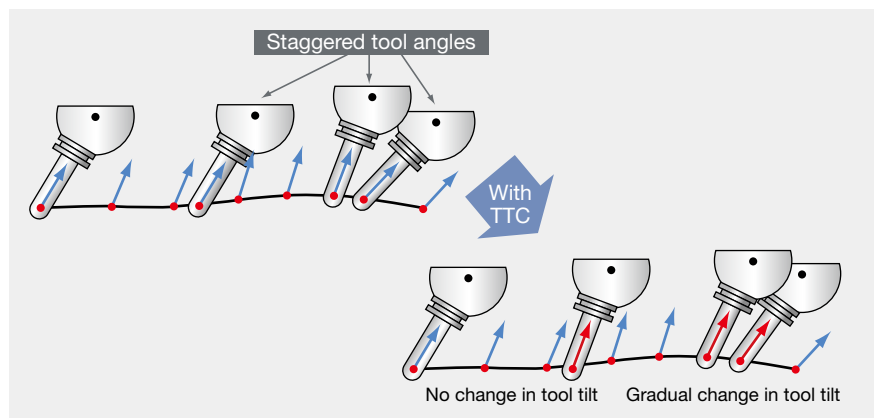 Staggered tool angles
With
TTC
No change in tool tilt
Gradual change in tool tilt